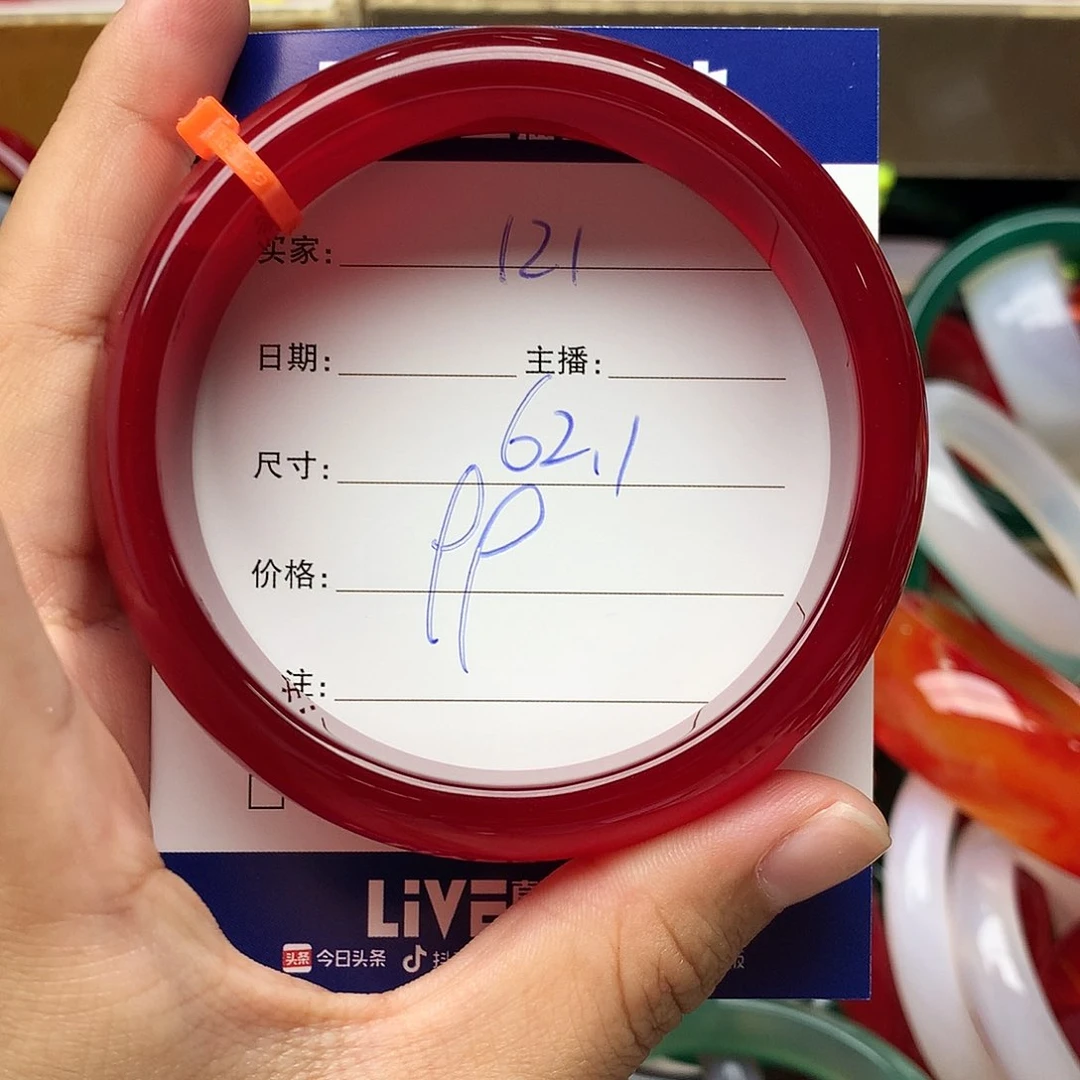 买家: 121
日期: 主播:
尺寸: 62.1
价格: PP
注:
LiVE
头条 今日头条 抖